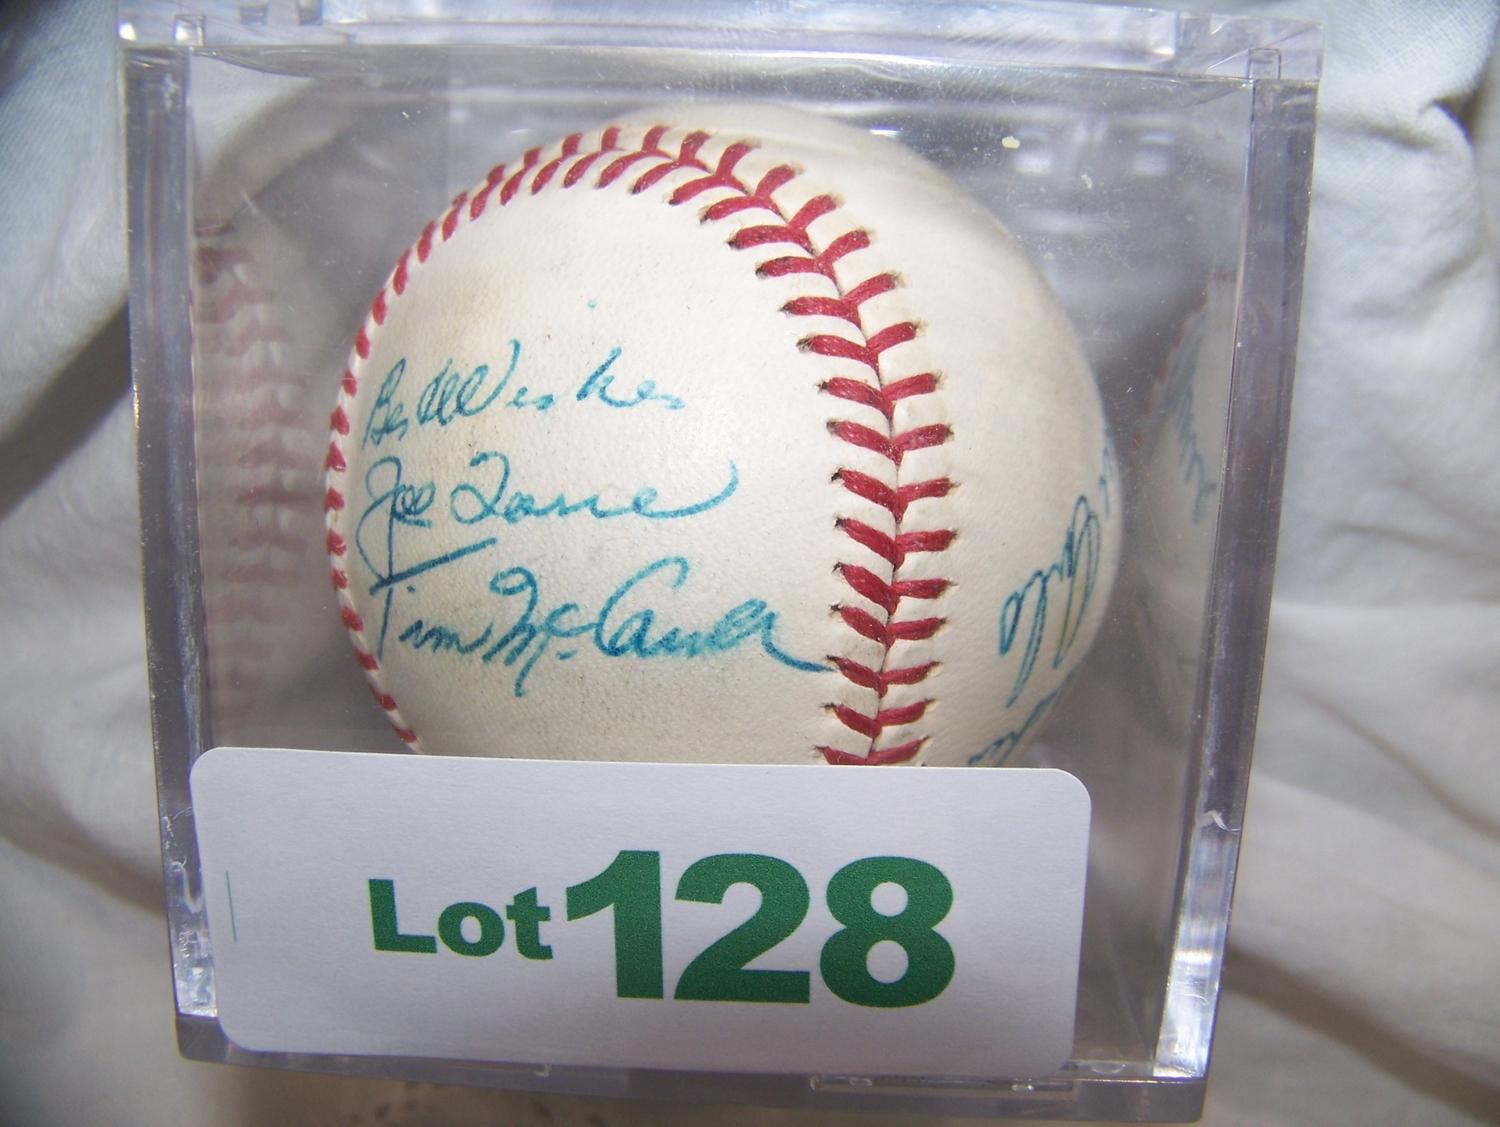 Best Wishes
Joe Torre
Tim McCarver
Lot 128